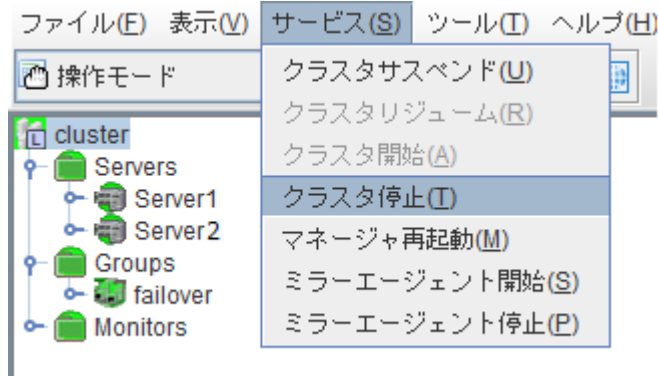 ファイル(F) 表示(V) サービス(S) ツール(T) ヘルプ(H)
操作モード
クラスタサスペンド(U)
クラスタリジューム(R)
クラスタ開始(A)
クラスタ停止(T)
マネージャ再起動(M)
ミラーエージェント開始(S)
ミラーエージェント停止(P)
cluster
Servers
Server1
Server2
Groups
failover
Monitors